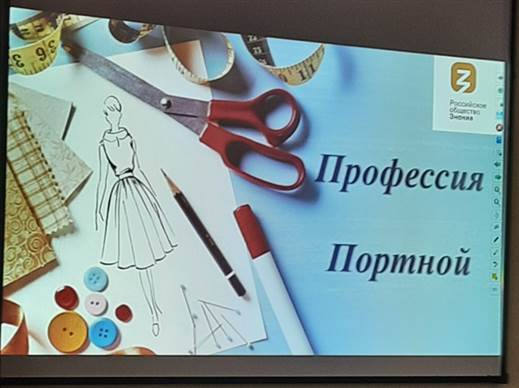 Российское
общество
Знание
Профессия
Портной